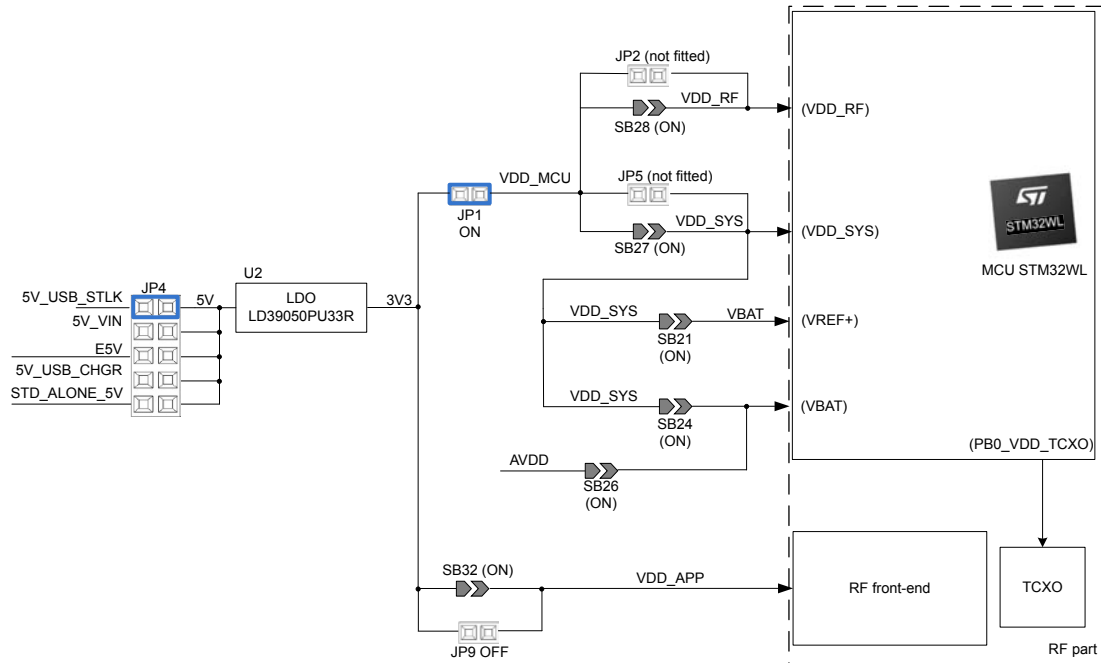 JP2 (not fitted)
VDD_RF
SB28 (ON)
(VDD_RF)
VDD_MCU
JP5 (not fitted)
JP1
ON
VDD_SYS
SB27 (ON)
(VDD_SYS)
ST
STM32WL
MCU STM32WL
U2
JP4
5V_USB_STLK
5V
LDO
LD39050PU33R
3V3
5V_VIN
E5V
5V_USB_CHGR
STD_ALONE_5V
VDD_SYS
VBAT
SB21
(ON)
(VREF+)
VDD_SYS
SB24
(ON)
(VBAT)
AVDD
SB26
(ON)
(PB0_VDD_TCXO)
SB32 (ON)
VDD_APP
JP9 OFF
RF front-end
TCXO
RF part